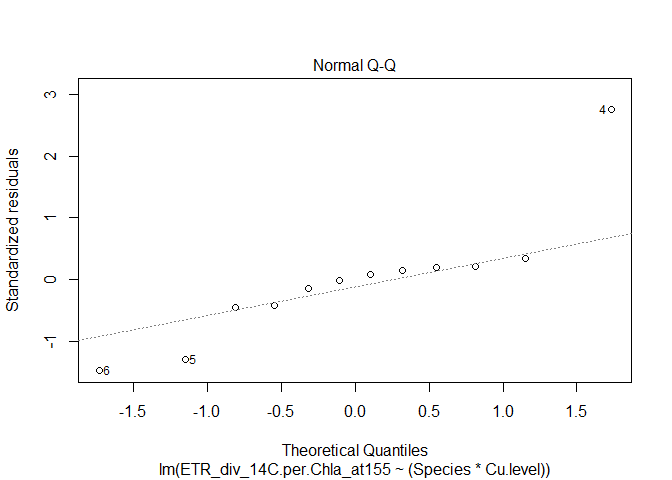 Normal Q-Q
Standardized residuals
3
2
1
0
-1
4
5
6
-1.5 -1.0 -0.5 0.0 0.5 1.0 1.5
Theoretical Quantiles
lm(ETR_div_14C.per.Chla_at155 ~ (Species * Cu.level))